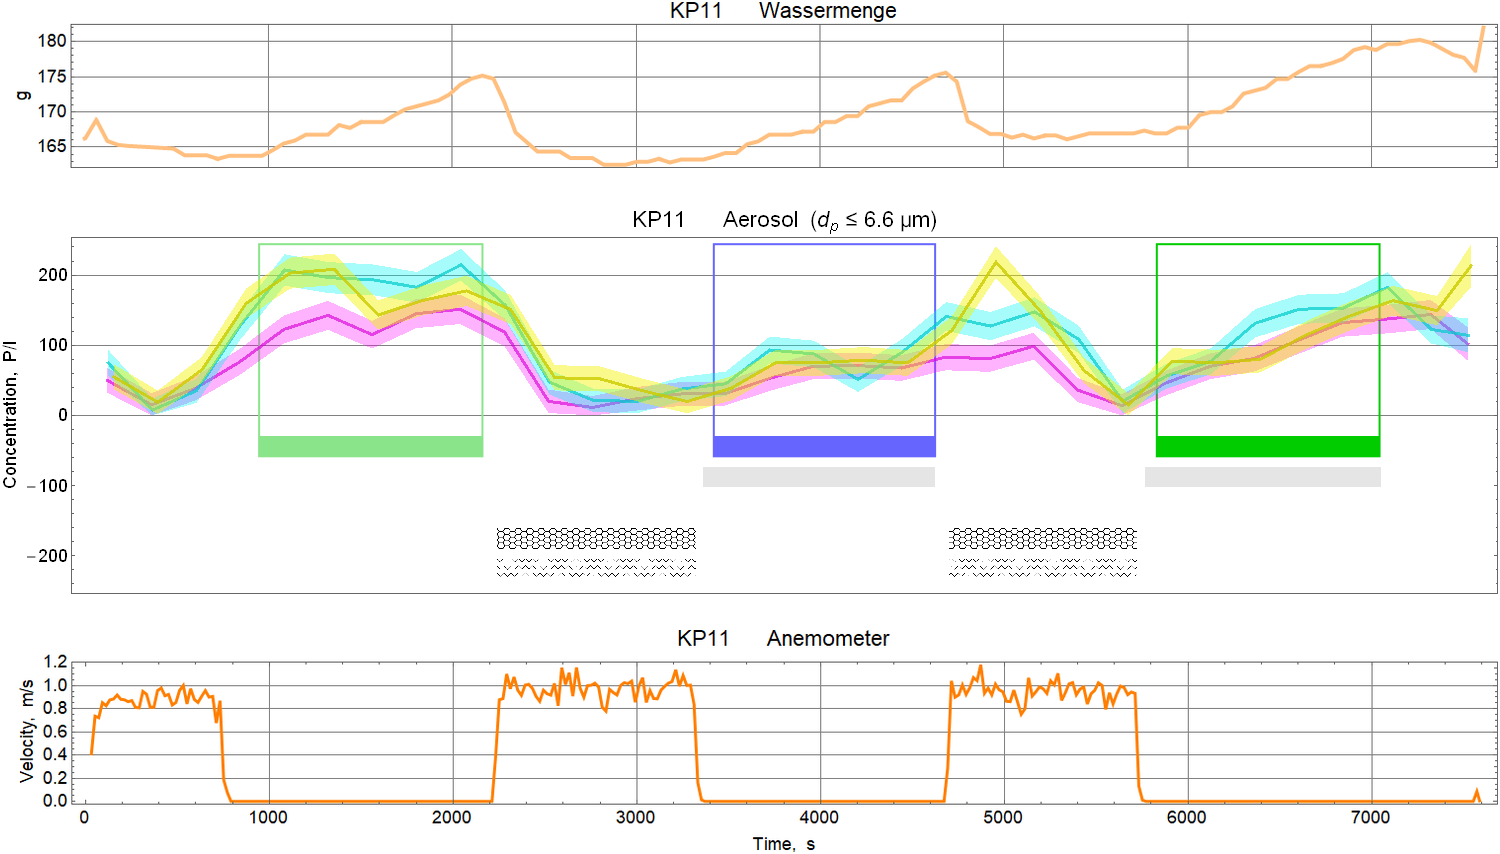 KP11 Wassermenge
g
180
175
170
165
KP11 Aerosol (dp ≤ 6.6 µm)
Concentration, P/l
200
100
0
−100
−200
KP11 Anemometer
Velocity, m/s
1.2
1.0
0.8
0.6
0.4
0.2
0.0
0 1000 2000 3000 4000 5000 6000 7000
Time, s